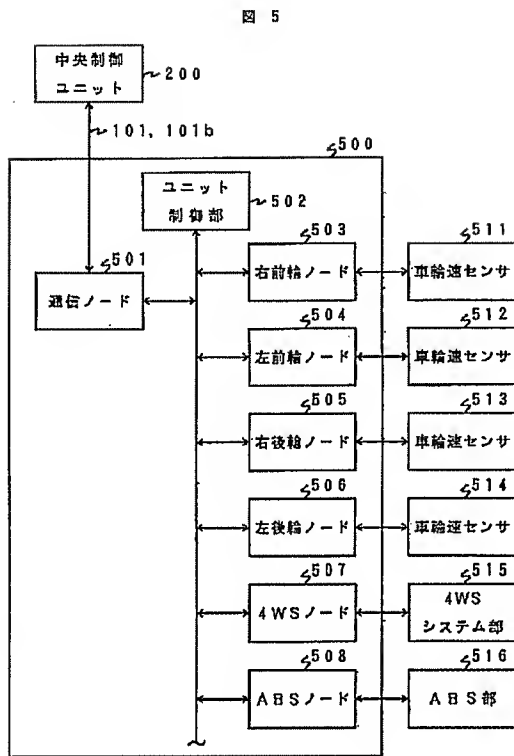 図 5
中央制御
ユニット
200
101, 101b
500
ユニット
制御部
502
501
通信ノード
503
右前輪ノード
511
車輪速センサ
504
左前輪ノード
512
車輪速センサ
505
右後輪ノード
513
車輪速センサ
506
左後輪ノード
514
車輪速センサ
507
4WSノード
515
4WS
システム部
508
ABSノード
516
ABS部